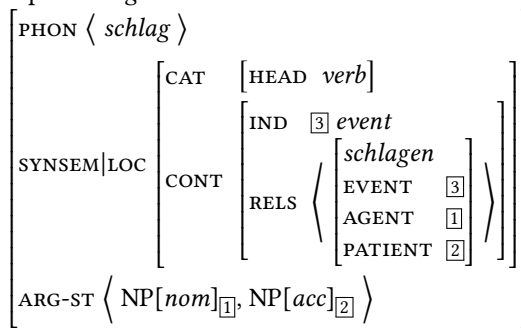 PHON ⟨ schlag ⟩
CAT [HEAD verb]
IND 3 event
schlagen
SYNSEM|LOC CONT RELS ⟨ EVENT 3 ⟩
AGENT 1
PATIENT 2
ARG-ST ⟨ NP[nom]1, NP[acc]2 ⟩